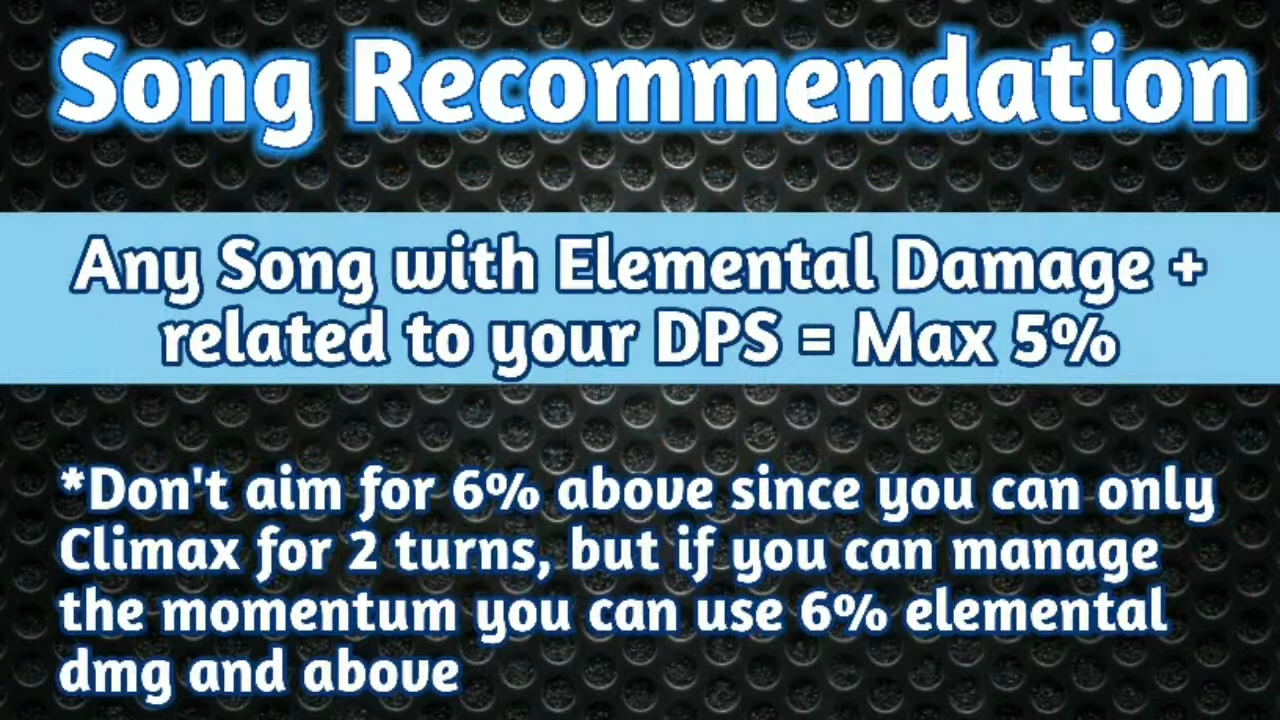 Song Recommendation
Any Song with Elemental Damage +
related to your DPS = Max 5%
*Don't aim for 6% above since you can only
Climax for 2 turns, but if you can manage
the momentum you can use 6% elemental
dmg and above